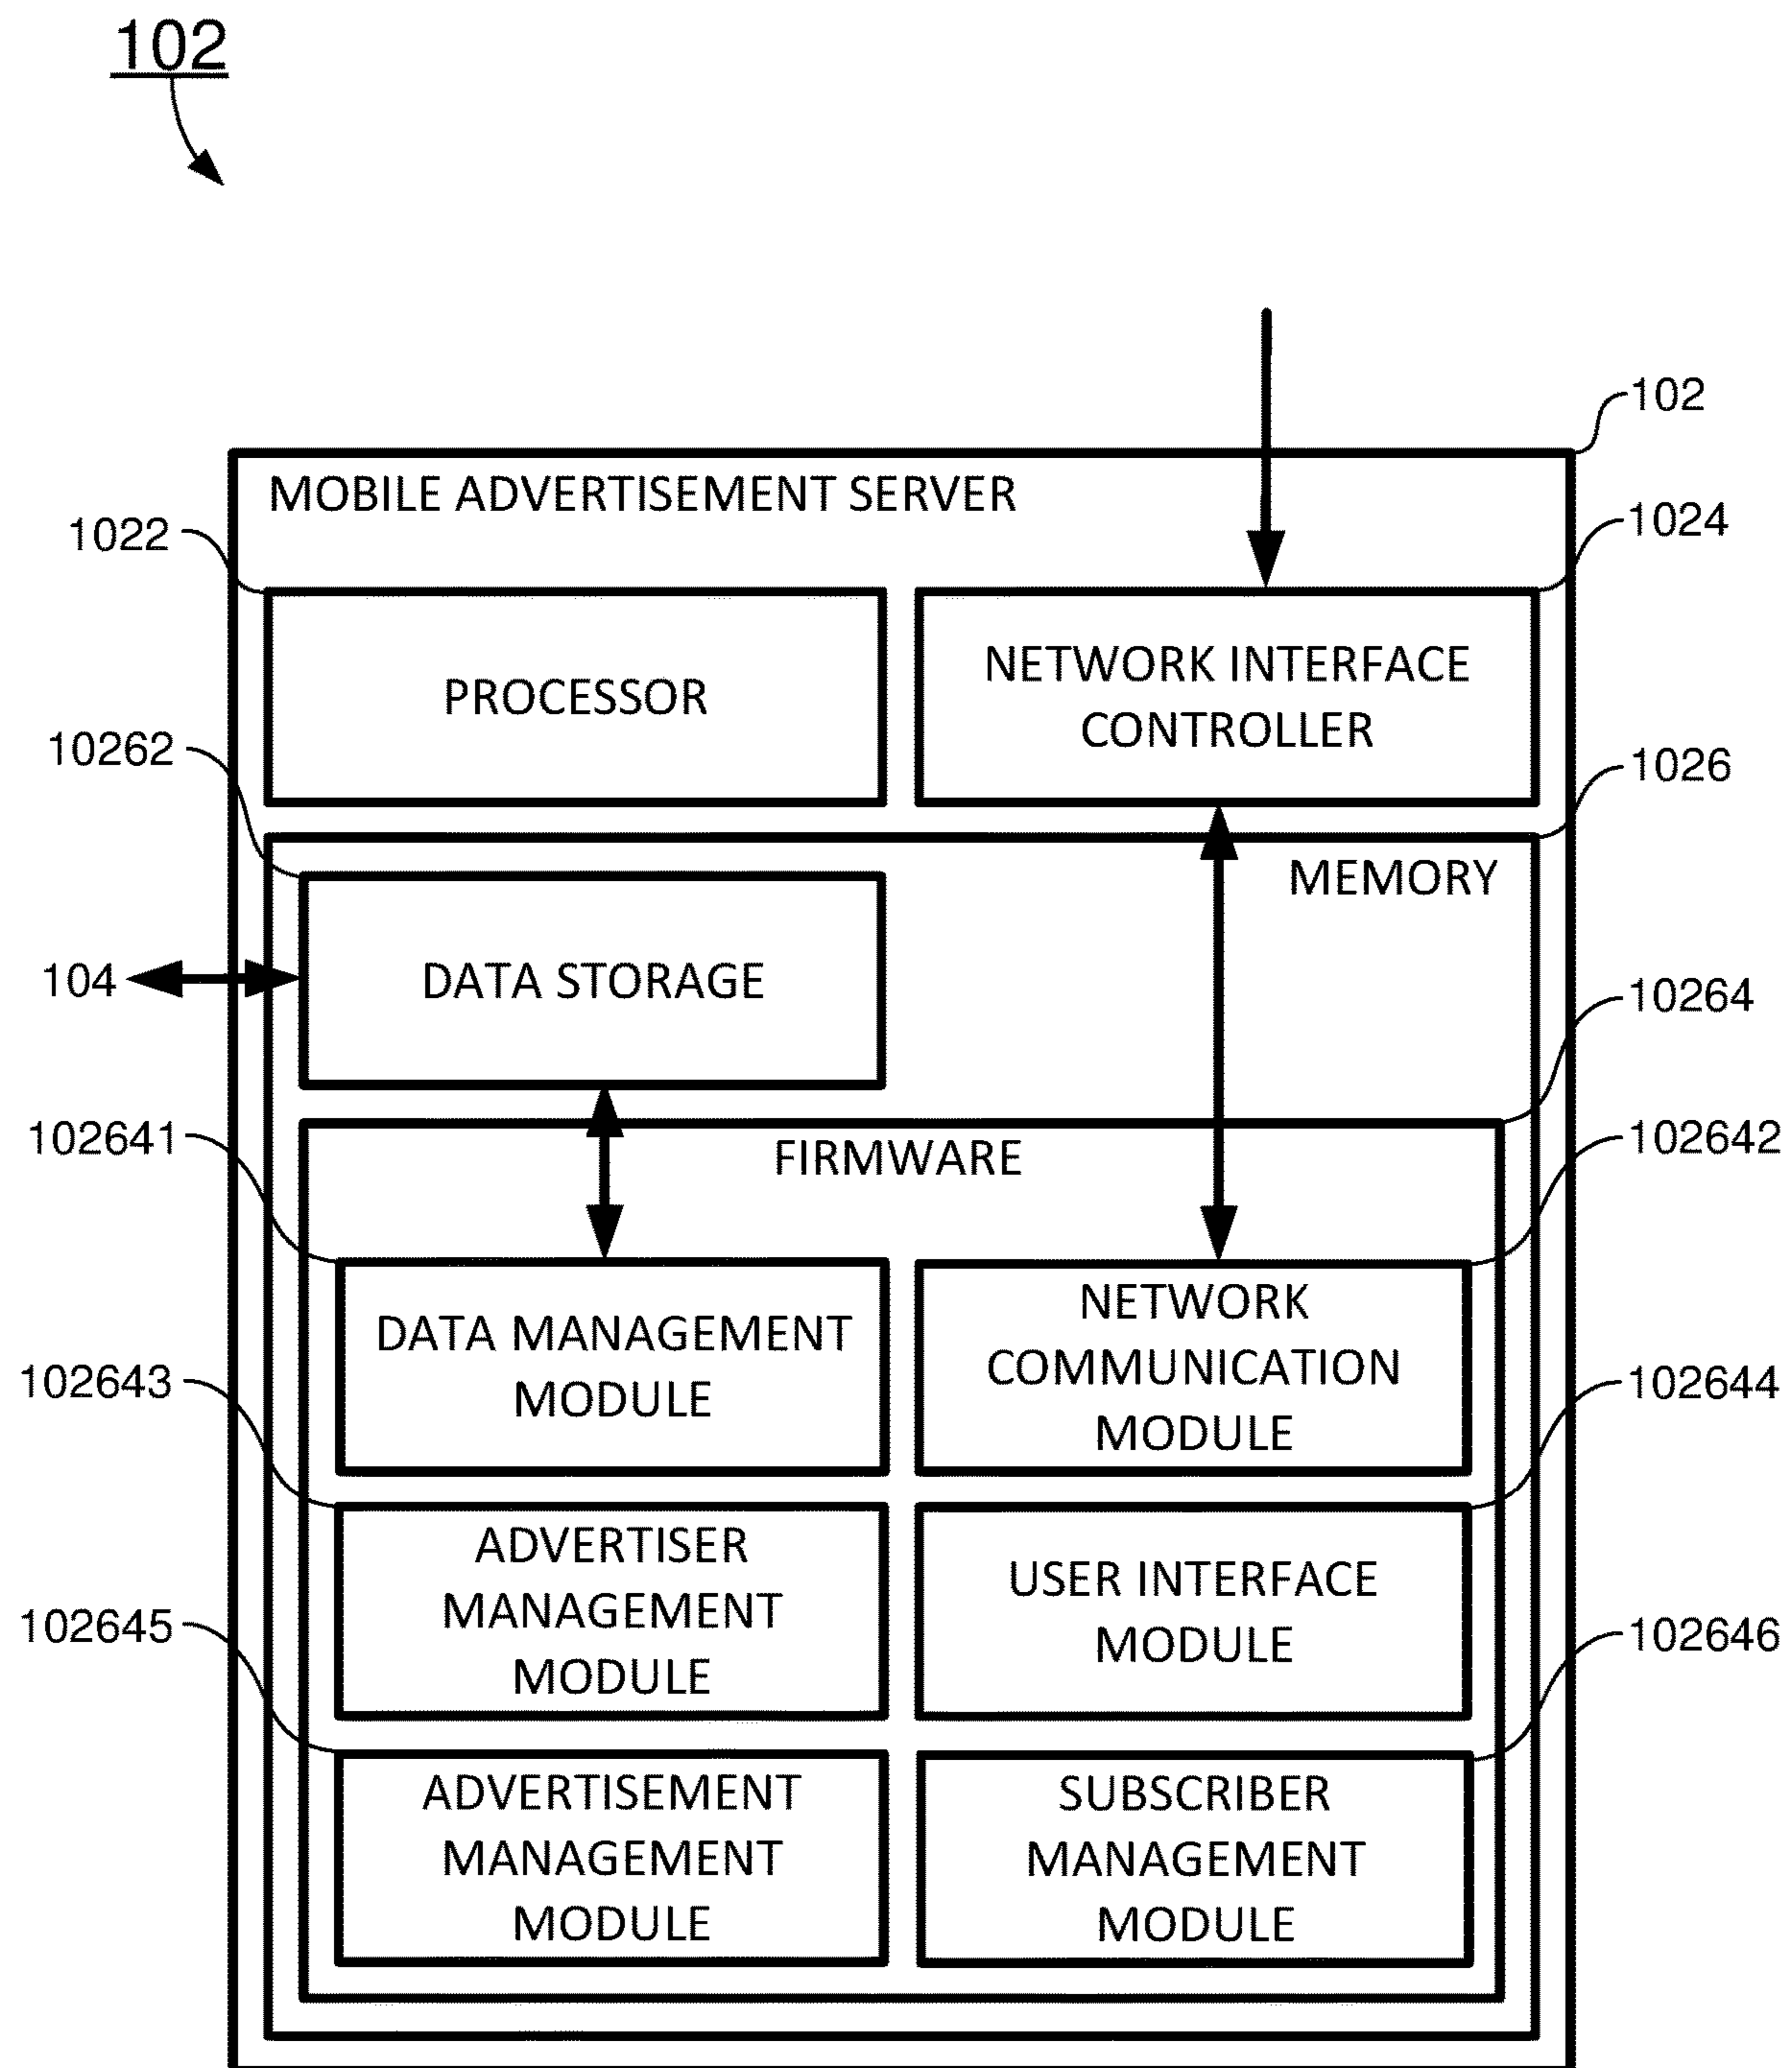 102
102
MOBILE ADVERTISEMENT SERVER
1022
1024
PROCESSOR
NETWORK INTERFACE
CONTROLLER
10262
1026
MEMORY
DATA STORAGE
104
10264
FIRMWARE
102641
102642
DATA MANAGEMENT
MODULE
NETWORK
COMMUNICATION
MODULE
102643
102644
ADVERTISER
MANAGEMENT
MODULE
USER INTERFACE
MODULE
102645
102646
ADVERTISEMENT
MANAGEMENT
MODULE
SUBSCRIBER
MANAGEMENT
MODULE